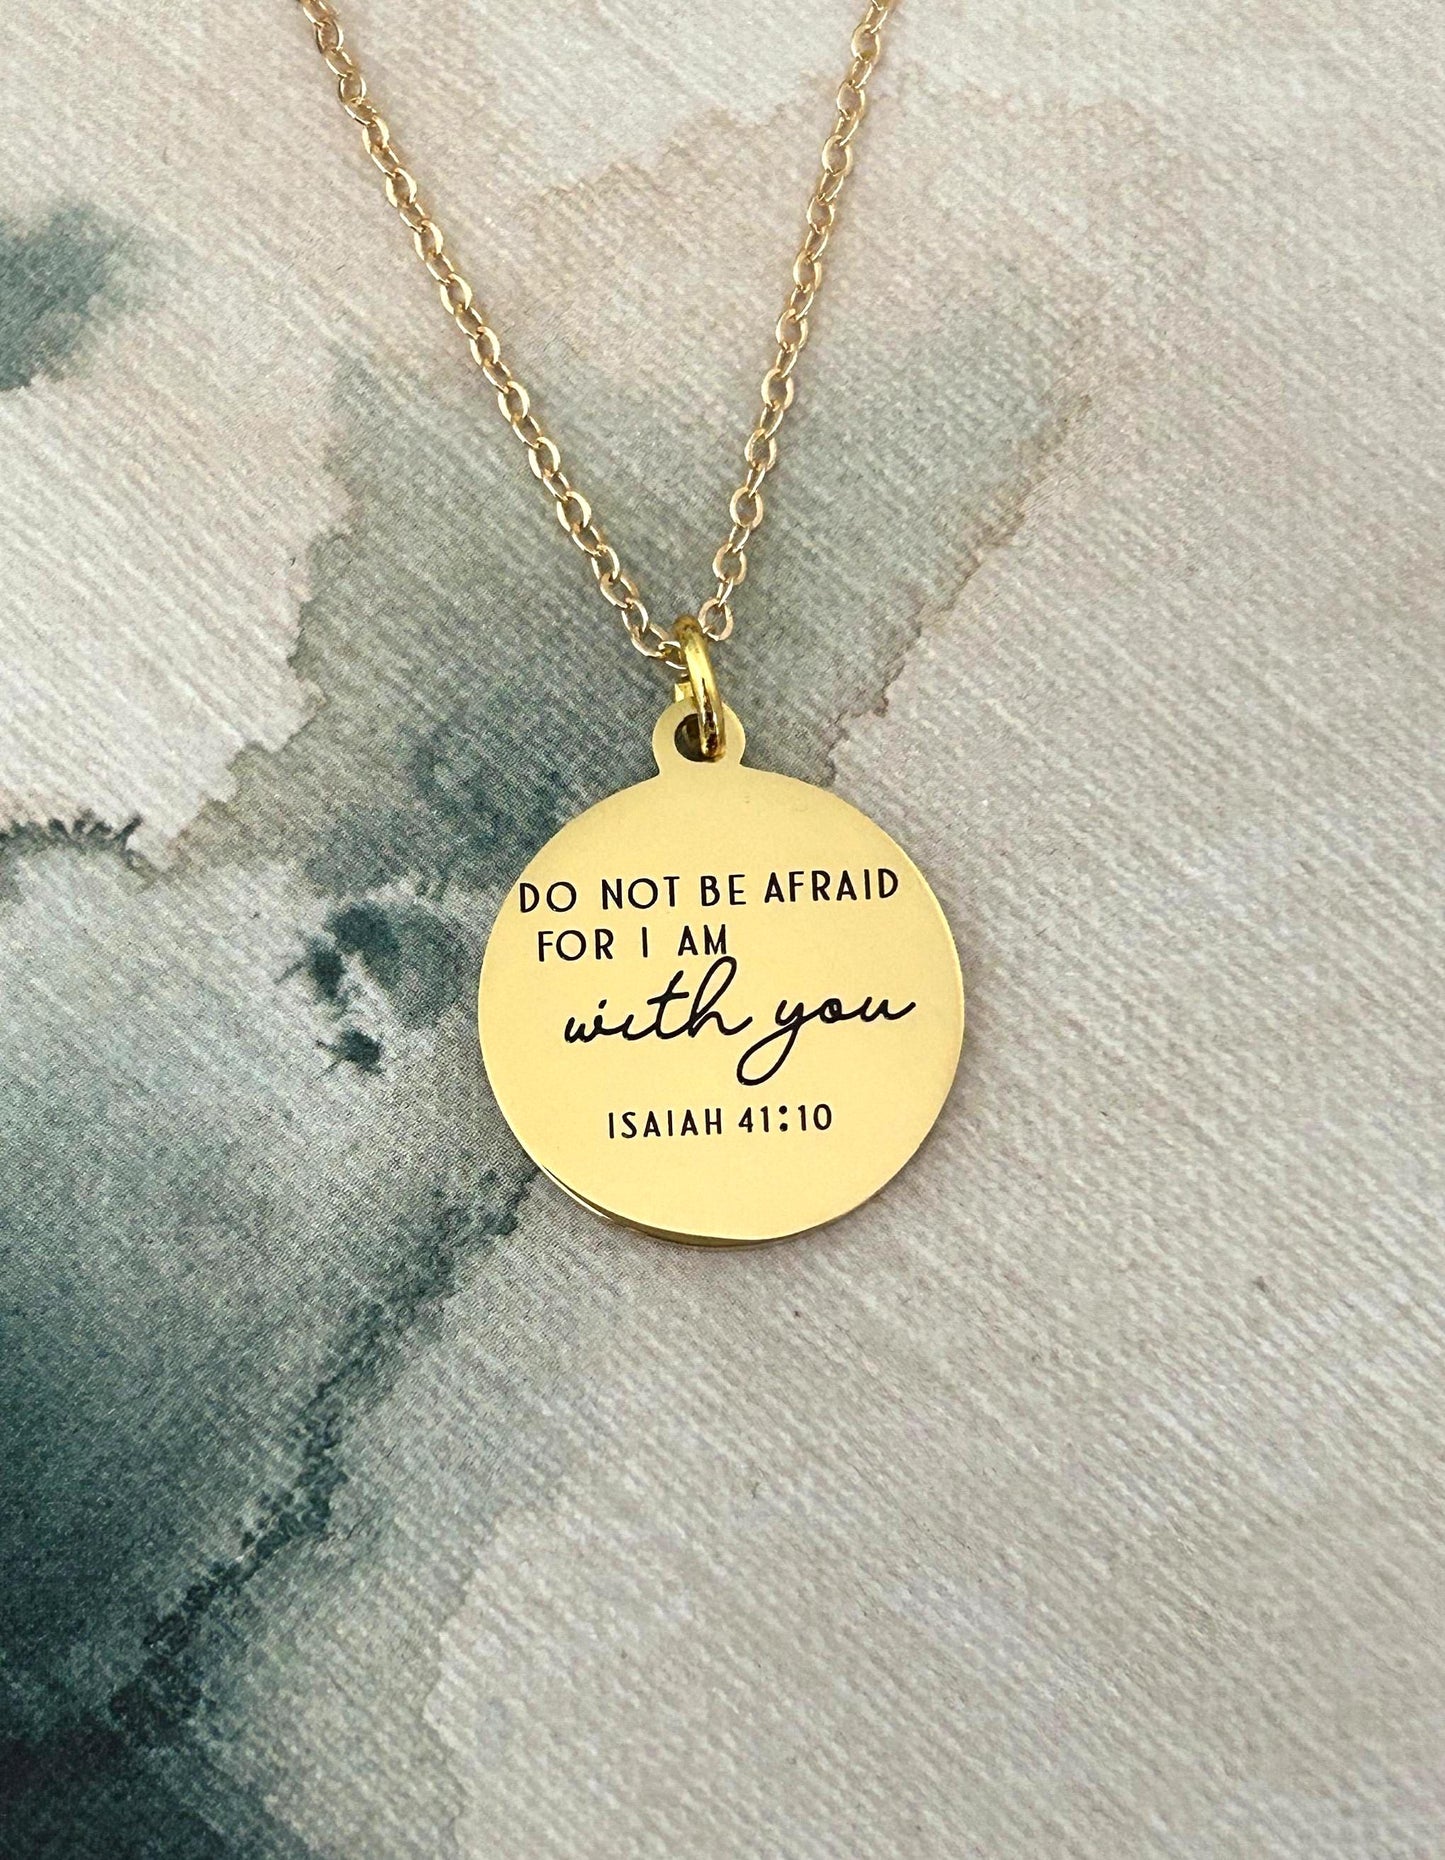 DO NOT BE AFRAID
FOR I AM
with you
ISAIAH 41:10